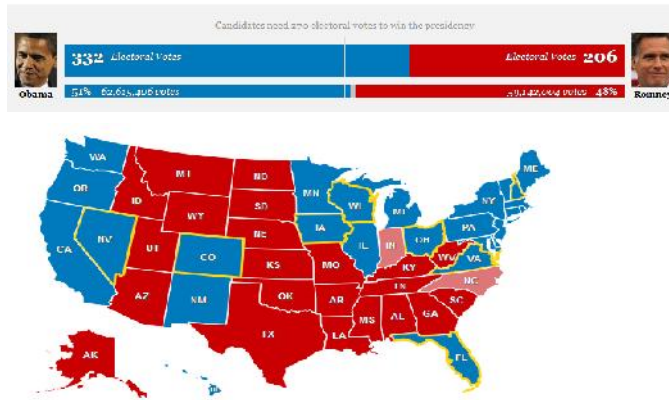 Candidates need 270 electoral votes to win the presidency
332 Electoral Votes
Electoral Votes 206
Obama
51%
votes
votes 48%
Romney
WA
MT
ND
MN
ME
OR
ID
SD
WI
MI
NY
WY
IA
PA
NE
NV
UT
CO
IL
IN
OH
CA
KS
MO
WV
VA
KY
NC
TN
AZ
NM
OK
AR
SC
MS
AL
GA
TX
LA
AK
FL